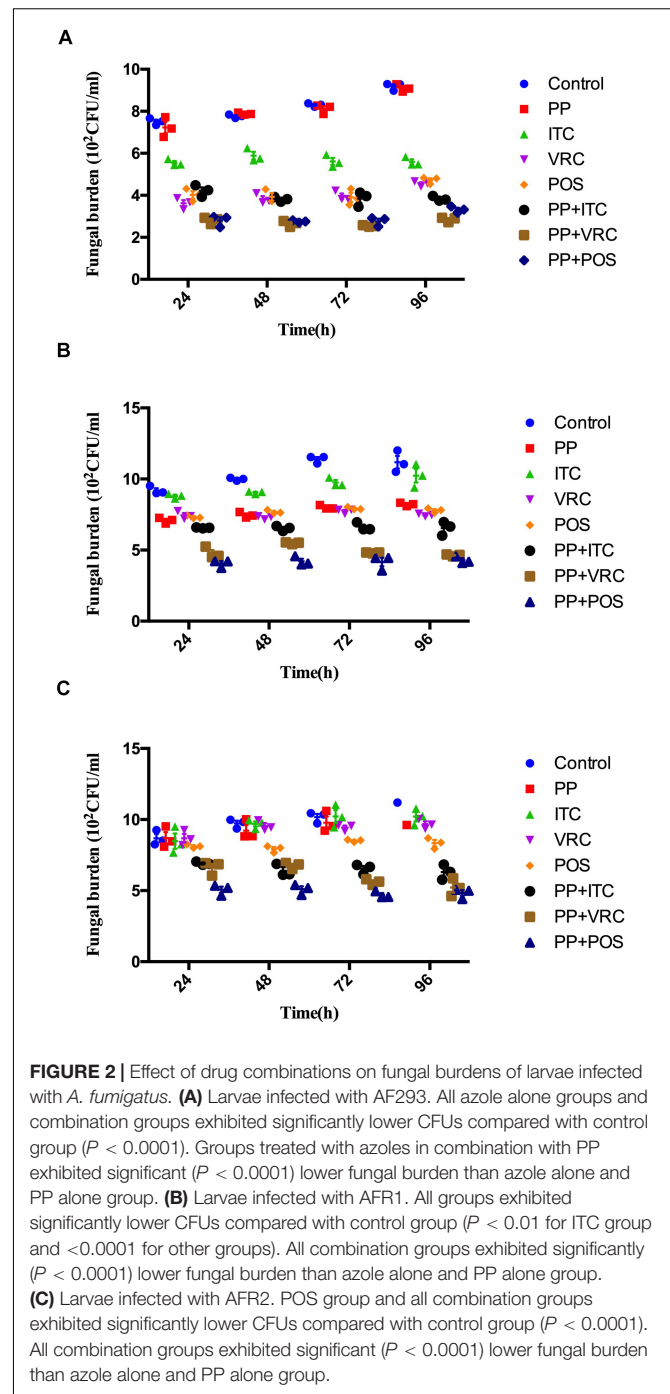 A
Fungal burden (10²CFU/ml)
10
8
6
4
2
0
24
48
72
96
Time(h)
Control
PP
ITC
VRC
POS
PP+ITC
PP+VRC
PP+POS
B
Fungal burden (10²CFU/ml)
15
10
5
0
24
48
72
96
Time(h)
Control
PP
ITC
VRC
POS
PP+ITC
PP+VRC
PP+POS
C
Fungal burden (10²CFU/ml)
15
10
5
0
24
48
72
96
Time(h)
Control
PP
ITC
VRC
POS
PP+ITC
PP+VRC
PP+POS
FIGURE 2 | Effect of drug combinations on fungal burdens of larvae infected
with A. fumigatus. (A) Larvae infected with AF293. All azole alone groups and
combination groups exhibited significantly lower CFUs compared with control
group (P < 0.0001). Groups treated with azoles in combination with PP
exhibited significant (P < 0.0001) lower fungal burden than azole alone and
PP alone group. (B) Larvae infected with AFR1. All groups exhibited
significantly lower CFUs compared with control group (P < 0.01 for ITC group
and <0.0001 for other groups). All combination groups exhibited significantly
(P < 0.0001) lower fungal burden than azole alone and PP alone group.
(C) Larvae infected with AFR2. POS group and all combination groups
exhibited significantly lower CFUs compared with control group (P < 0.0001).
All combination groups exhibited significant (P < 0.0001) lower fungal burden
than azole alone and PP alone group.